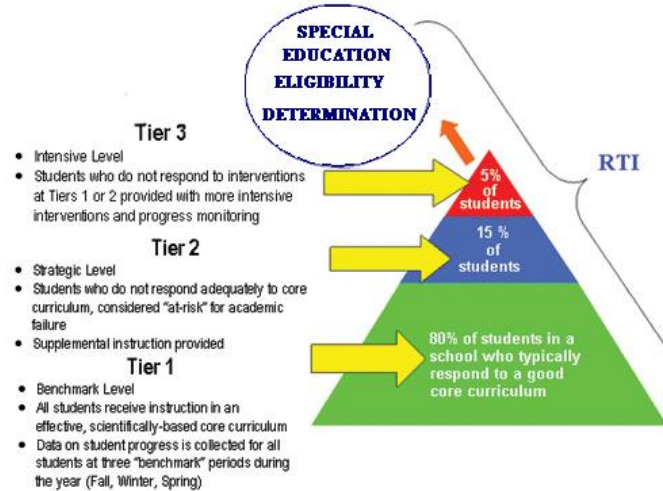 SPECIAL
EDUCATION
ELIGIBILITY
DETERMINATION
Tier 3
• Intensive Level
• Students who do not respond to interventions
at Tiers 1 or 2 provided with more intensive
interventions and progress monitoring
Tier 2
• Strategic Level
• Students who do not respond adequately to core
curriculum, considered "at-risk" for academic
failure
• Supplemental instruction provided
Tier 1
• Benchmark Level
• All students receive instruction in an
effective, scientifically-based core curriculum
• Data on student progress is collected for all
students at three "benchmark" periods during
the year (Fall, Winter, Spring)
5%
of
students
15 %
of
students
80% of students in a
school who typically
respond to a good
core curriculum
RTI